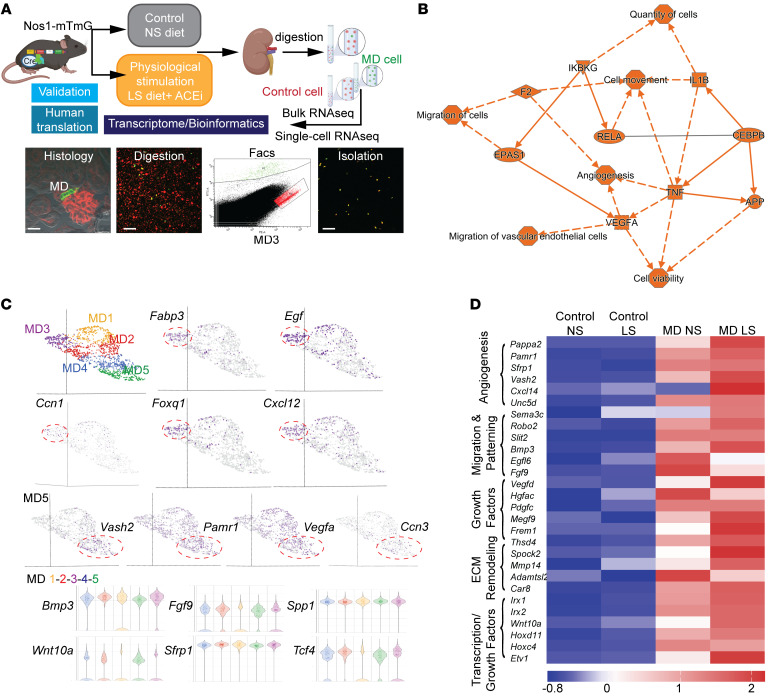 A
Nos1-mTmG
Cre
Control
NS diet
Physiological
stimulation
LS diet+ ACEi
digestion
MD cell
Control cell
Validation
Human
translation
Transcriptome/Bioinformatics
Bulk RNAseq
Single-cell RNAseq
Histology
MD
Digestion
Facs
MD3
Isolation
B
Quantity of cells
IKBKG
Cell movement
IL1B
F2
Migration of cells
RELA
CEBPB
EPAS1
Angiogenesis
TNF
APP
VEGFA
Migration of vascular endothelial cells
Cell viability
C
MD1
MD3
MD2
MD4
MD5
Fabp3
Egf
Ccn1
Foxq1
Cxcl12
MD5
Vash2
Pamr1
Vegfa
Ccn3
MD 1-2-3-4-5
Bmp3
Fgf9
Spp1
Wnt10a
Sfrp1
Tcf4
D
Control NS
Control LS
MD NS
MD LS
Angiogenesis
Pappa2
Pamr1
Sfrp1
Vash2
Cxcl14
Unc5d
Migration &
Patterning
Sema3c
Robo2
Slit2
Bmp3
Egfl6
Fgf9
Growth
Factors
Vegfd
Hgfac
Pdgfc
Megf9
Frem1
ECM
Remodeling
Thsd4
Spock2
Mmp14
Adamtsl2
Car8
Transcription/
Growth Factors
Irx1
Irx2
Wnt10a
Hoxd11
Hoxc4
Etv1
-0.8
0
1
2